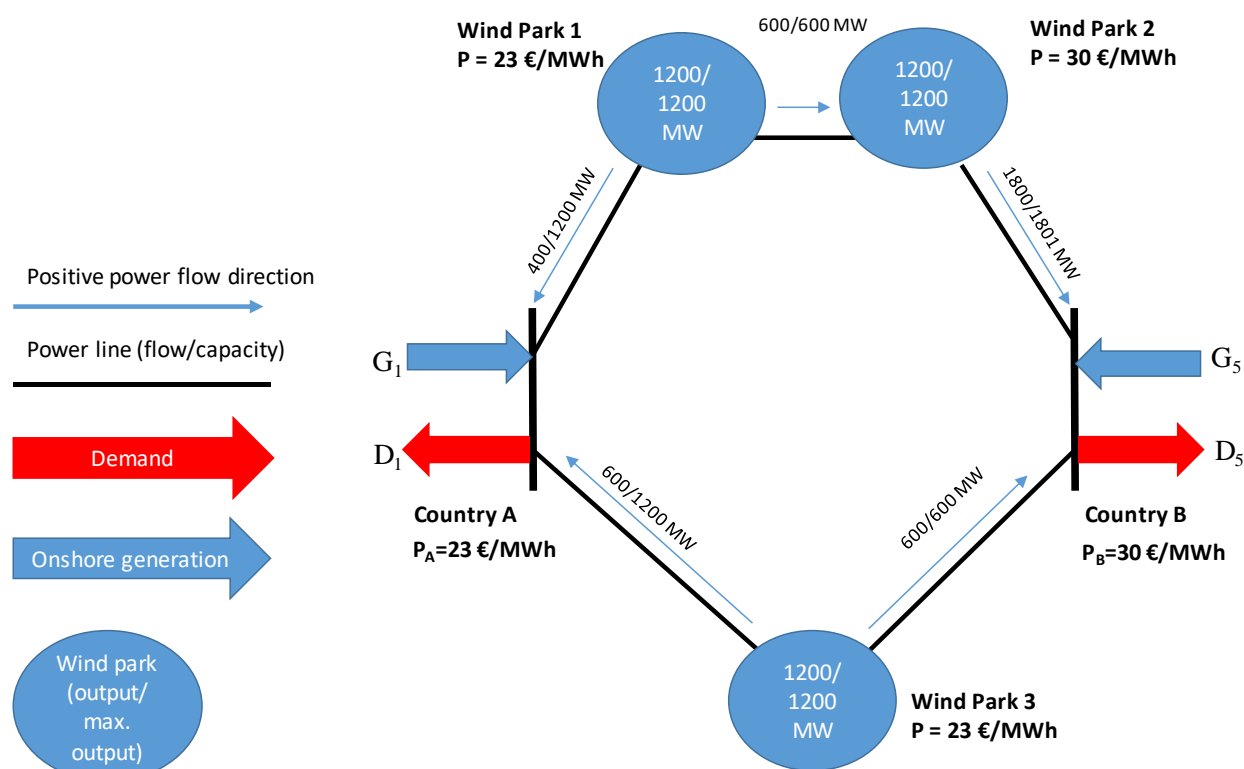 Wind Park 1
P = 23 €/MWh
600/600 MW
Wind Park 2
P = 30 €/MWh
1200/
1200
MW
1200/
1200
MW
400/1200 MW
1800/1801 MW
Positive power flow direction
Power line (flow/capacity)
Demand
Onshore generation
Wind park
(output/
max.
output)
G1
D1
G5
D5
Country A
PA=23 €/MWh
Country B
PB=30 €/MWh
600/1200 MW
600/600 MW
1200/
1200
MW
Wind Park 3
P = 23 €/MWh